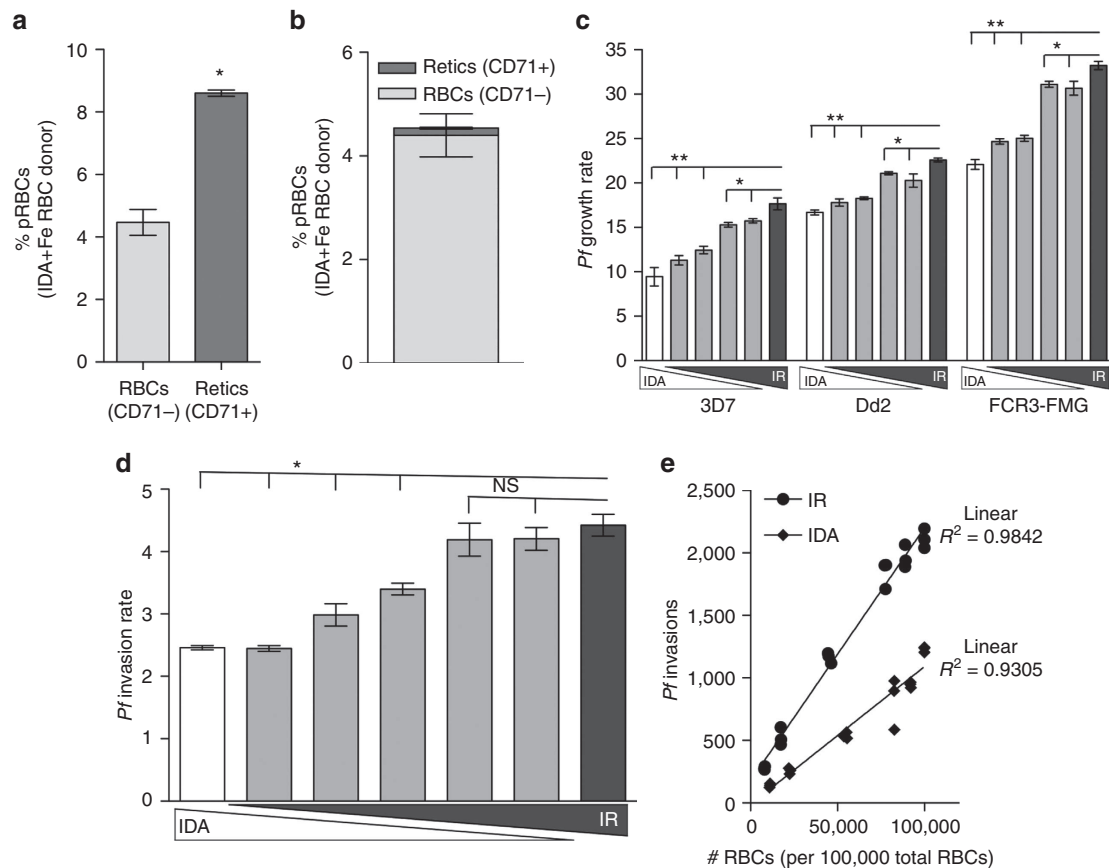 a
10
8
6
4
2
0
% pRBCs
(IDA+Fe RBC donor)
*
RBCs
(CD71–)
Retics
(CD71+)
b
6
4
2
0
% pRBCs
(IDA+Fe RBC donor)
Retics (CD71+)
RBCs (CD71–)
c
35
30
25
20
15
10
5
0
Pf growth rate
**
*
**
*
**
*
IDA
IR
IDA
IR
IDA
IR
3D7
Dd2
FCR3-FMG
d
5
4
3
2
1
0
Pf invasion rate
*
NS
IDA
IR
e
2,500
2,000
1,500
1,000
500
0
Pf invasions
IR
IDA
Linear
R² = 0.9842
Linear
R² = 0.9305
0
50,000
100,000
# RBCs (per 100,000 total RBCs)